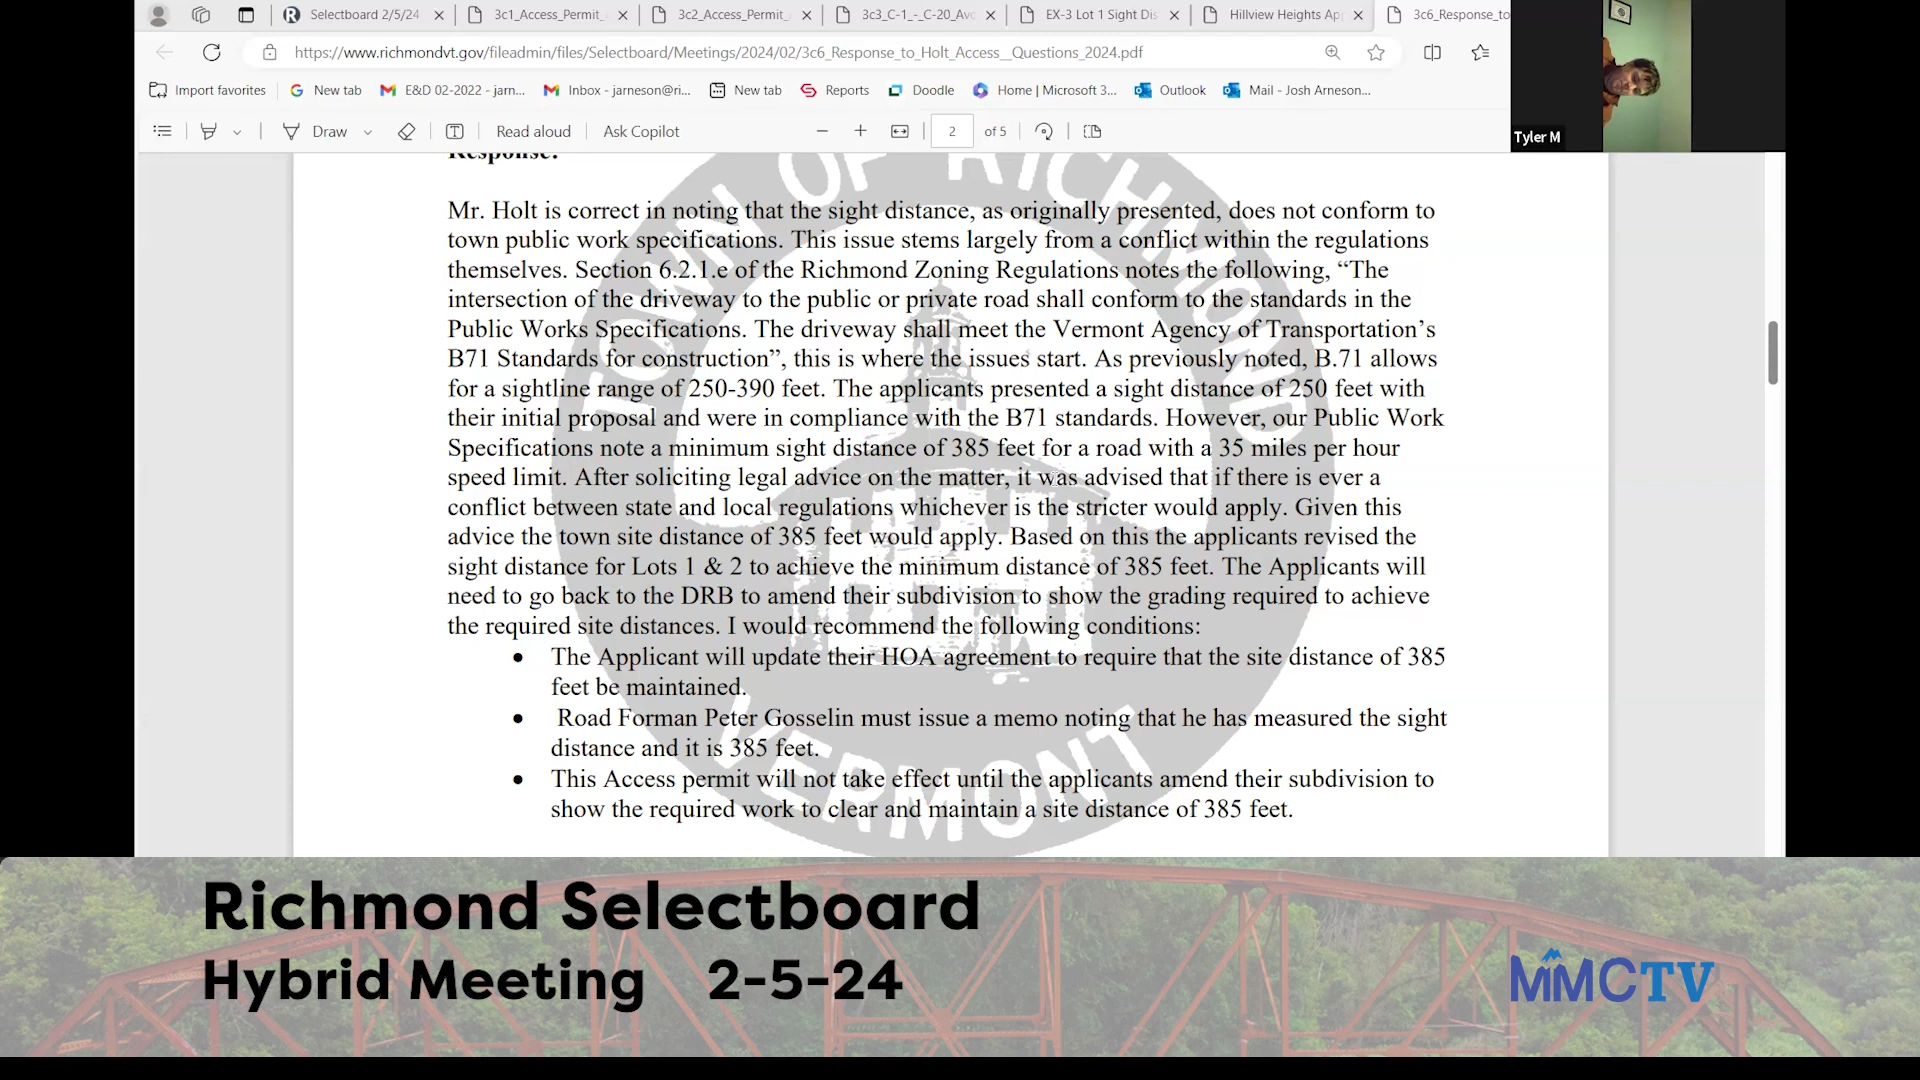 Selectboard 2/5/24
3c1_Access_Permit_
3c2_Access_Permit_
3c3_C-1_-_C-20_Avc
EX-3 Lot 1 Sight Dis
Hillview Heights Ap
3c6_Response_to
https://www.richmondvt.gov/fileadmin/files/Selectboard/Meetings/2024/02/3c6_Response_to_Holt_Access__Questions_2024.pdf
Import favorites
New tab
E&D 02-2022 - jarn...
Inbox - jarneson@ri...
New tab
Reports
Doodle
Home | Microsoft 3...
Outlook
Mail - Josh Arneson...
Draw
Read aloud
Ask Copilot
2 of 5
Tyler M
Response:
TOWN OF RICHMOND
VERMONT
Mr. Holt is correct in noting that the sight distance, as originally presented, does not conform to
town public work specifications. This issue stems largely from a conflict within the regulations
themselves. Section 6.2.1.e of the Richmond Zoning Regulations notes the following, “The
intersection of the driveway to the public or private road shall conform to the standards in the
Public Works Specifications. The driveway shall meet the Vermont Agency of Transportation’s
B71 Standards for construction”, this is where the issues start. As previously noted, B.71 allows
for a sightline range of 250-390 feet. The applicants presented a sight distance of 250 feet with
their initial proposal and were in compliance with the B71 standards. However, our Public Work
Specifications note a minimum sight distance of 385 feet for a road with a 35 miles per hour
speed limit. After soliciting legal advice on the matter, it was advised that if there is ever a
conflict between state and local regulations whichever is the stricter would apply. Given this
advice the town site distance of 385 feet would apply. Based on this the applicants revised the
sight distance for Lots 1 & 2 to achieve the minimum distance of 385 feet. The Applicants will
need to go back to the DRB to amend their subdivision to show the grading required to achieve
the required site distances. I would recommend the following conditions:
• The Applicant will update their HOA agreement to require that the site distance of 385
feet be maintained.
• Road Forman Peter Gosselin must issue a memo noting that he has measured the sight
distance and it is 385 feet.
• This Access permit will not take effect until the applicants amend their subdivision to
show the required work to clear and maintain a site distance of 385 feet.
Richmond Selectboard
Hybrid Meeting 2-5-24
MMCTV